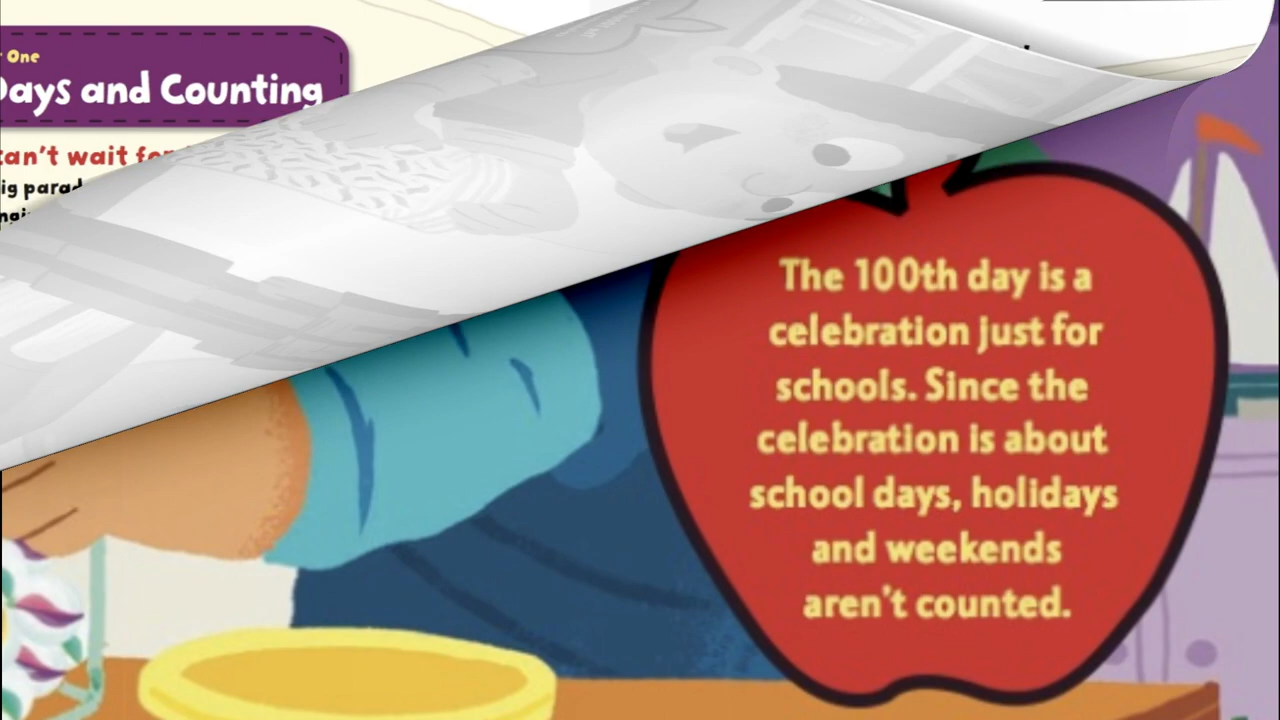 One
Days and Counting
can't wait for
ig parad
The 100th day is a
celebration just for
schools. Since the
celebration is about
school days, holidays
and weekends
aren't counted.